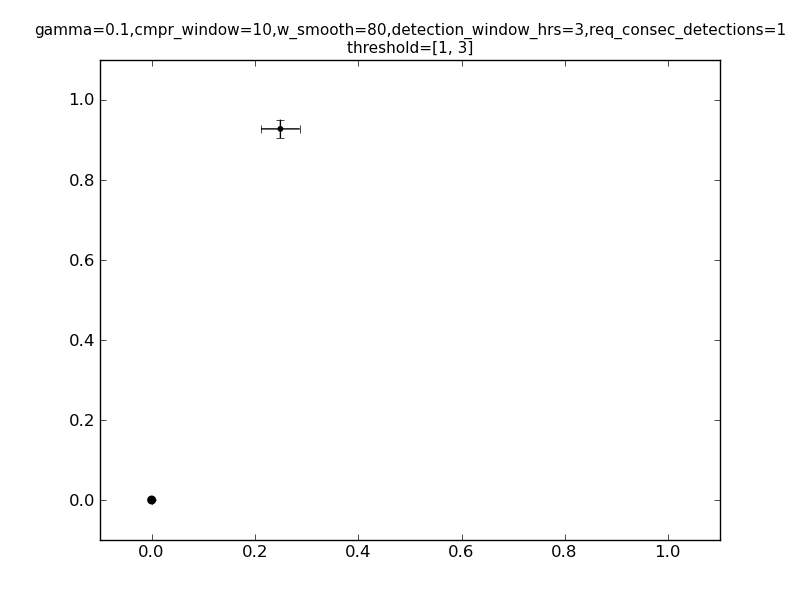 gamma=0.1,cmpr_window=10,w_smooth=80,detection_window_hrs=3,req_consec_detections=1
threshold=[1, 3]
1.0
0.8
0.6
0.4
0.2
0.0
0.0 0.2 0.4 0.6 0.8 1.0